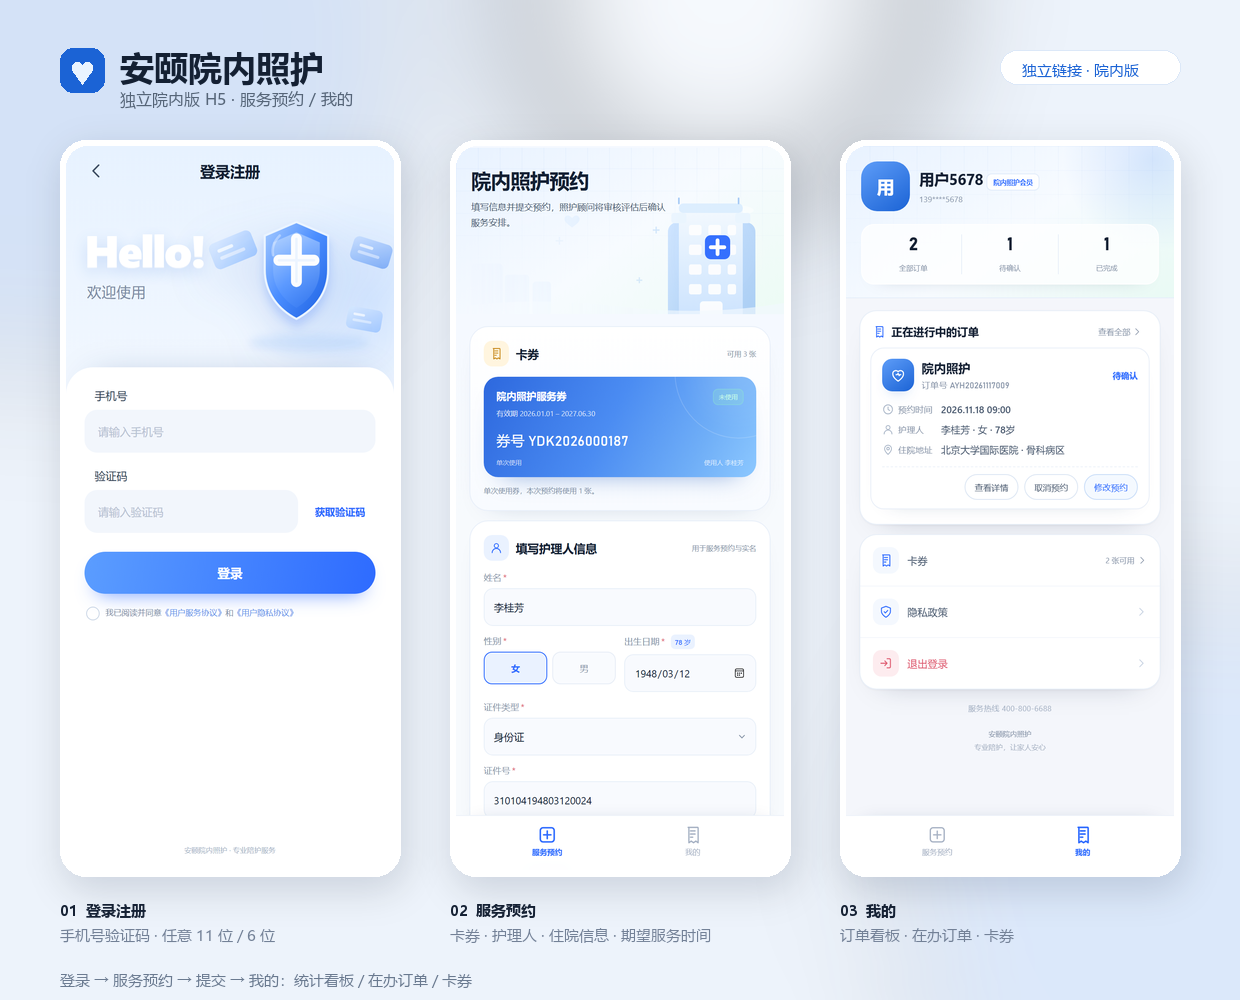 安颐院内照护
独立院内版 H5 · 服务预约 / 我的
独立链接 · 院内版
登录注册
Hello!
欢迎使用
手机号
请输入手机号
验证码
请输入验证码
获取验证码
登录
我已阅读并同意《用户服务协议》和《用户隐私协议》
安颐院内照护 · 专业陪护服务
院内照护预约
填写信息并提交预约，照护顾问将审核评估后确认
服务安排。
卡券
可用 3 张
院内照护服务券
未使用
有效期 2026.01.01 – 2027.06.30
券号 YDK2026000187
单次使用
使用人 李桂芳
单次使用券，本次预约将使用 1 张。
填写护理人信息
用于服务预约与实名
姓名 *
李桂芳
性别 *
女
男
出生日期 *
78 岁
1948/03/12
证件类型 *
身份证
证件号 *
310104194803120024
服务预约
我的
用
用户5678
院内照护会员
139****5678
2
全部订单
1
待确认
1
已完成
正在进行中的订单
查看全部
院内照护
订单号 AYH20261117009
待确认
预约时间 2026.11.18 09:00
护理人 李桂芳 · 女 · 78岁
住院地址 北京大学国际医院 · 骨科病区
查看详情
取消预约
修改预约
卡券
2 张可用
隐私政策
退出登录
服务热线 400-800-6688
安颐院内照护
专业陪护，让家人安心
服务预约
我的
01 登录注册
手机号验证码 · 任意 11 位 / 6 位
02 服务预约
卡券 · 护理人 · 住院信息 · 期望服务时间
03 我的
订单看板 · 在办订单 · 卡券
登录 → 服务预约 → 提交 → 我的：统计看板 / 在办订单 / 卡券